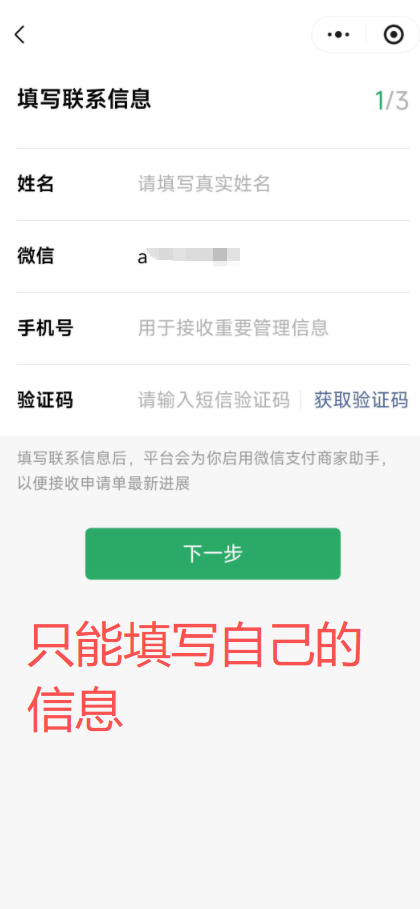 填写联系信息
1/3
姓名 请填写真实姓名
微信 a
手机号 用于接收重要管理信息
验证码 请输入短信验证码 获取验证码
填写联系信息后，平台会为你启用微信支付商家助手，
以便接收申请单最新进展
下一步
只能填写自己的
信息